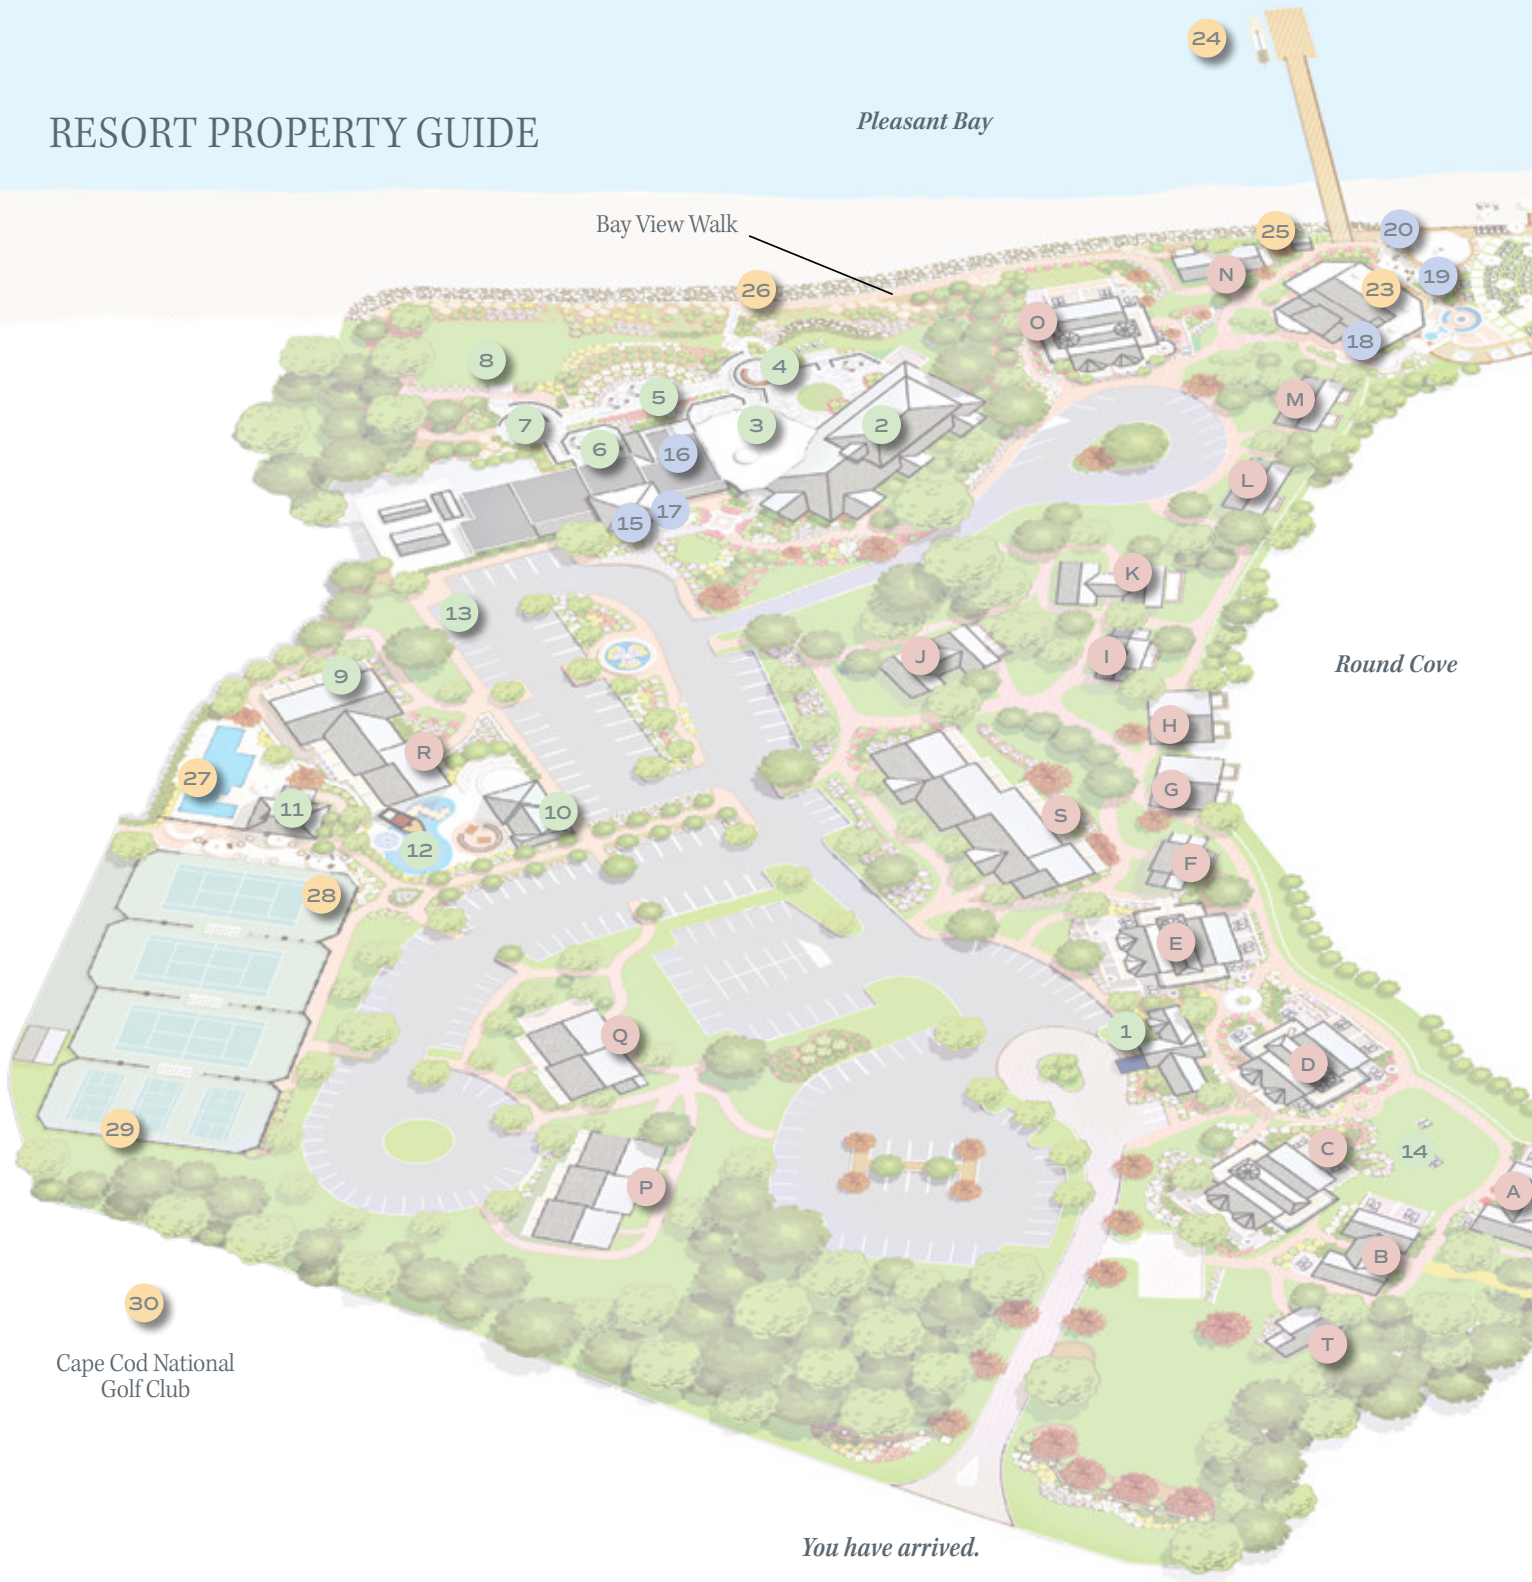 24
RESORT PROPERTY GUIDE
Pleasant Bay
Bay View Walk
25
20
N
19
26
23
O
18
8
4
5
M
7
3
2
6
16
L
17
15
K
13
J
I
Round Cove
9
H
R
27
G
11
10
S
12
F
28
E
1
Q
D
29
C
14
P
A
B
30
T
Cape Cod National
Golf Club
You have arrived.